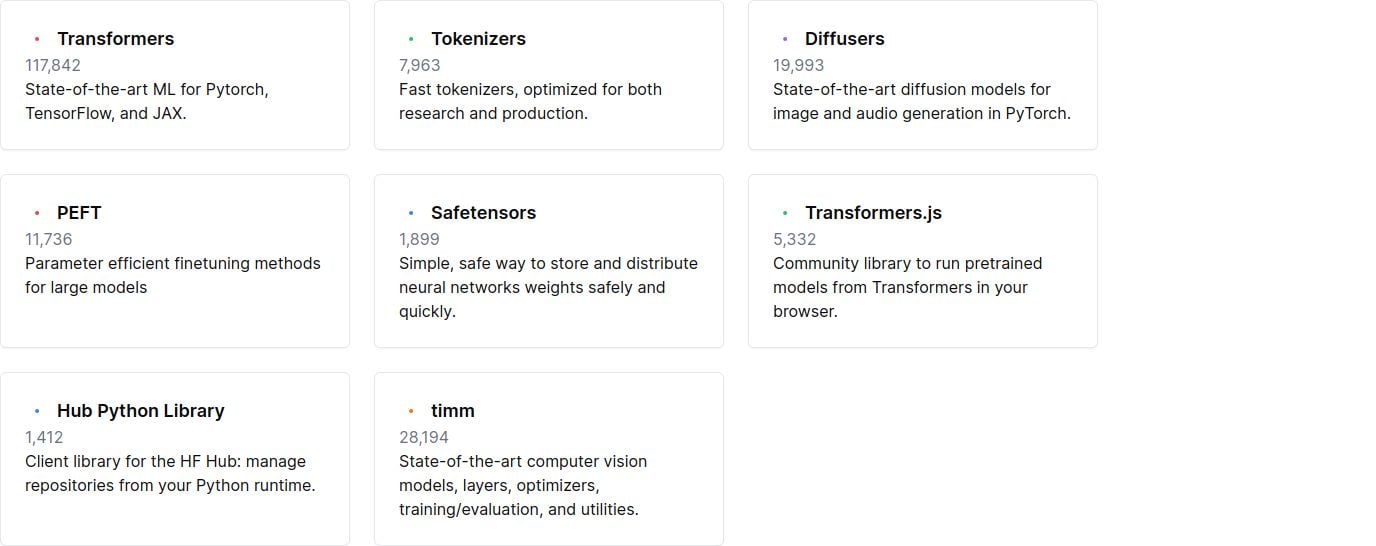 Transformers
117,842
State-of-the-art ML for Pytorch,
TensorFlow, and JAX.
Tokenizers
7,963
Fast tokenizers, optimized for both
research and production.
Diffusers
19,993
State-of-the-art diffusion models for
image and audio generation in PyTorch.
PEFT
11,736
Parameter efficient finetuning methods
for large models
Safetensors
1,899
Simple, safe way to store and distribute
neural networks weights safely and
quickly.
Transformers.js
5,332
Community library to run pretrained
models from Transformers in your
browser.
Hub Python Library
1,412
Client library for the HF Hub: manage
repositories from your Python runtime.
timm
28,194
State-of-the-art computer vision
models, layers, optimizers,
training/evaluation, and utilities.